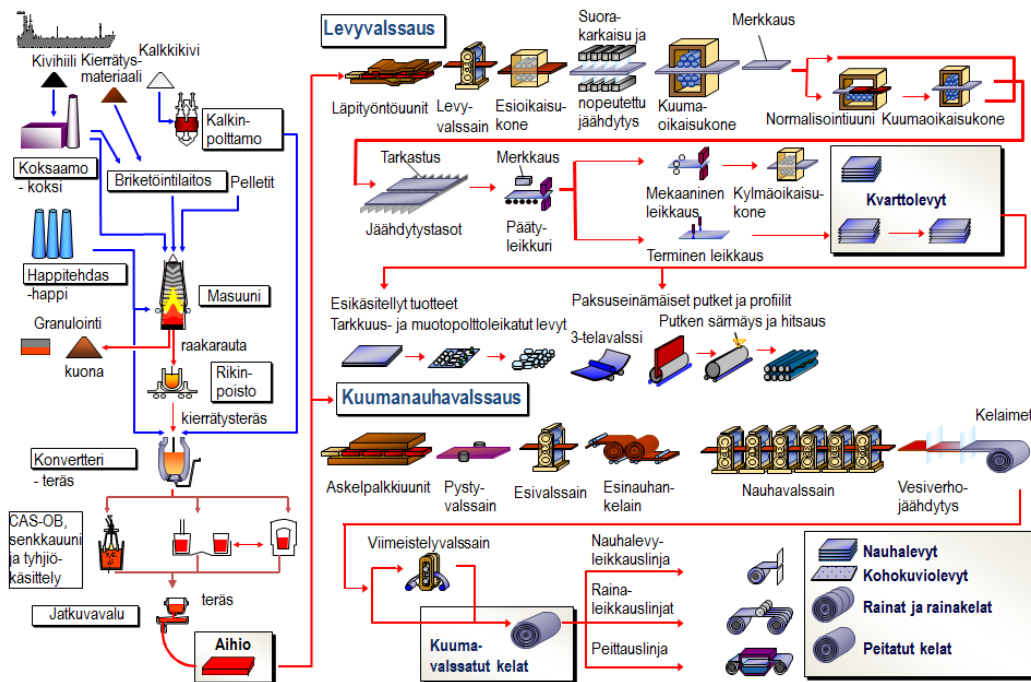 Kivihiili
Kierrätys-
materiaali
Kalkkikivi
Kalkin-
polttamo
Koksaamo
- koksi
Briketöintilaitos
Pelletit
Happitehdas
-happi
Masuuni
Granulointi
kuona
raakarauta
Rikin-
poisto
kierrätysteräs
Konvertteri
- teräs
CAS-OB,
senkkauuni
ja tyhjiö-
käsittely
Jatkuvavalu
teräs
Aihio
Levyvalssaus
Läpityöntöuunit
Levy-
valssain
Esioikaisu-
kone
Suora-
karkaisu ja
nopeutettu
jäähdytys
Kuuma-
oikaisukone
Merkkaus
Normalisointiuuni
Kuumaoikaisukone
Tarkastus
Jäähdytystasot
Merkkaus
Pääty-
leikkuri
Mekaaninen
leikkaus
Kylmäoikaisu-
kone
Terminen leikkaus
Kvarttolevyt
Esikäsitellyt tuotteet
Tarkkuus- ja muotopolttoleikatut levyt
Paksuseinämäiset putket ja profiilit
3-telavalssi
Putken särmäys ja hitsaus
Kuumanauhavalssaus
Askelpalkkiuunit
Pysty-
valssain
Esivalssain
Esinauhan-
kelain
Nauhavalssain
Vesiverho-
jäähdytys
Kelaimet
Viimeistelyvalssain
Kuuma-
valssatut kelat
Nauhalevy-
leikkauslinja
Raina-
leikkauslinjat
Peittauslinja
Nauhalevyt
Kohokuviolevyt
Rainat ja rainakelat
Peitatut kelat